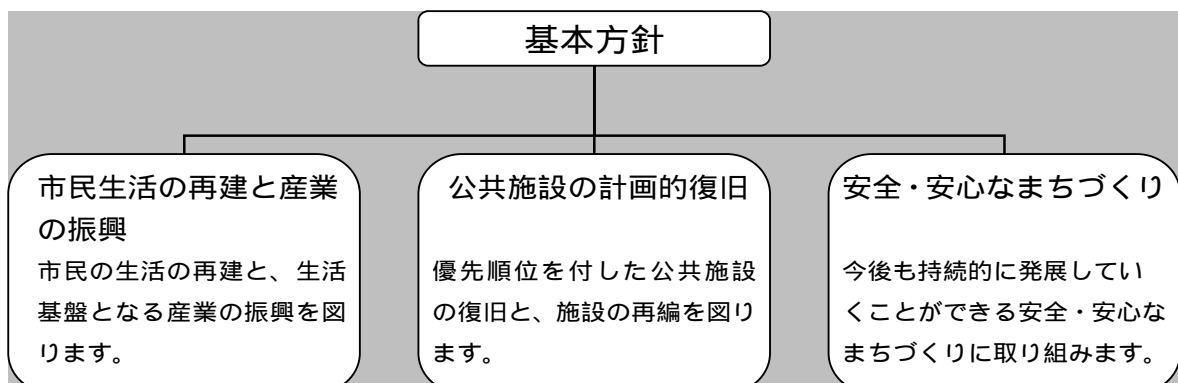 基本方針
市民生活の再建と産業
の振興
市民の生活の再建と、生活
基盤となる産業の振興を図
ります。
公共施設の計画的復旧
優先順位を付した公共施設
の復旧と、施設の再編を図り
ます。
安全・安心なまちづくり
今後も持続的に発展してい
くことができる安全・安心な
まちづくりに取り組みます。